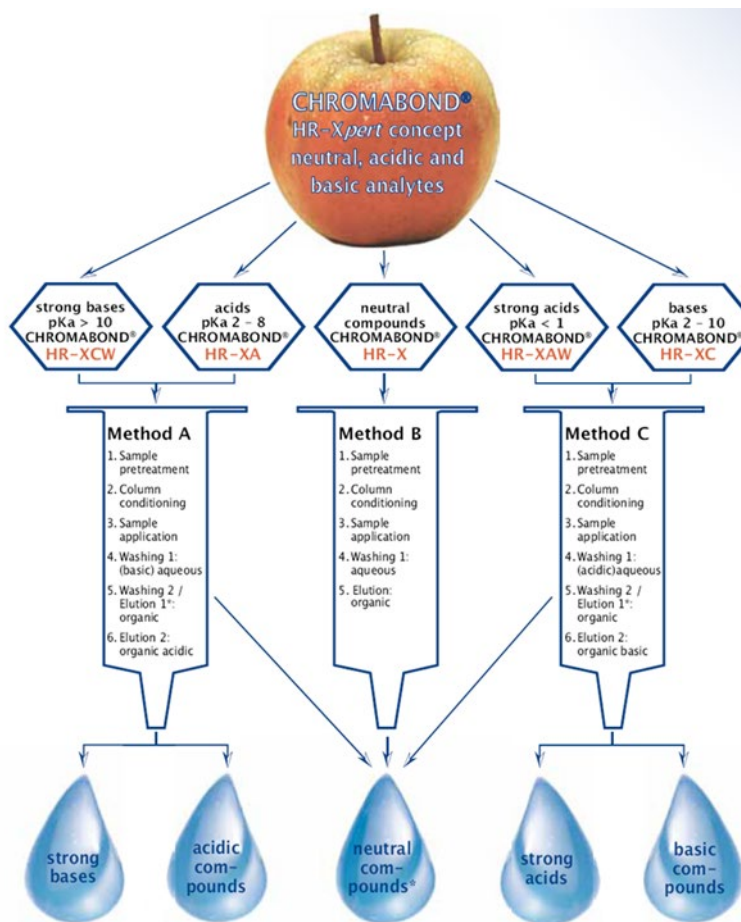 CHROMABOND®
HR-Xpert concept
neutral, acidic and
basic analytes
strong bases
pKa > 10
CHROMABOND®
HR-XCW
acids
pKa 2 – 8
CHROMABOND®
HR-XA
neutral
compounds
CHROMABOND®
HR-X
strong acids
pKa < 1
CHROMABOND®
HR-XAW
bases
pKa 2 – 10
CHROMABOND®
HR-XC
Method A
1. Sample
pretreatment
2. Column
conditioning
3. Sample
application
4. Washing 1:
(basic) aqueous
5. Washing 2 /
Elution 1*:
organic
6. Elution 2:
organic acidic
Method B
1. Sample
pretreatment
2. Column
conditioning
3. Sample
application
4. Washing 1:
aqueous
5. Elution:
organic
Method C
1. Sample
pretreatment
2. Column
conditioning
3. Sample
application
4. Washing 1:
(acidic)aqueous
5. Washing 2 /
Elution 1*:
organic
6. Elution 2:
organic basic
strong
bases
acidic
com-
pounds
neutral
com-
pounds*
strong
acids
basic
com-
pounds